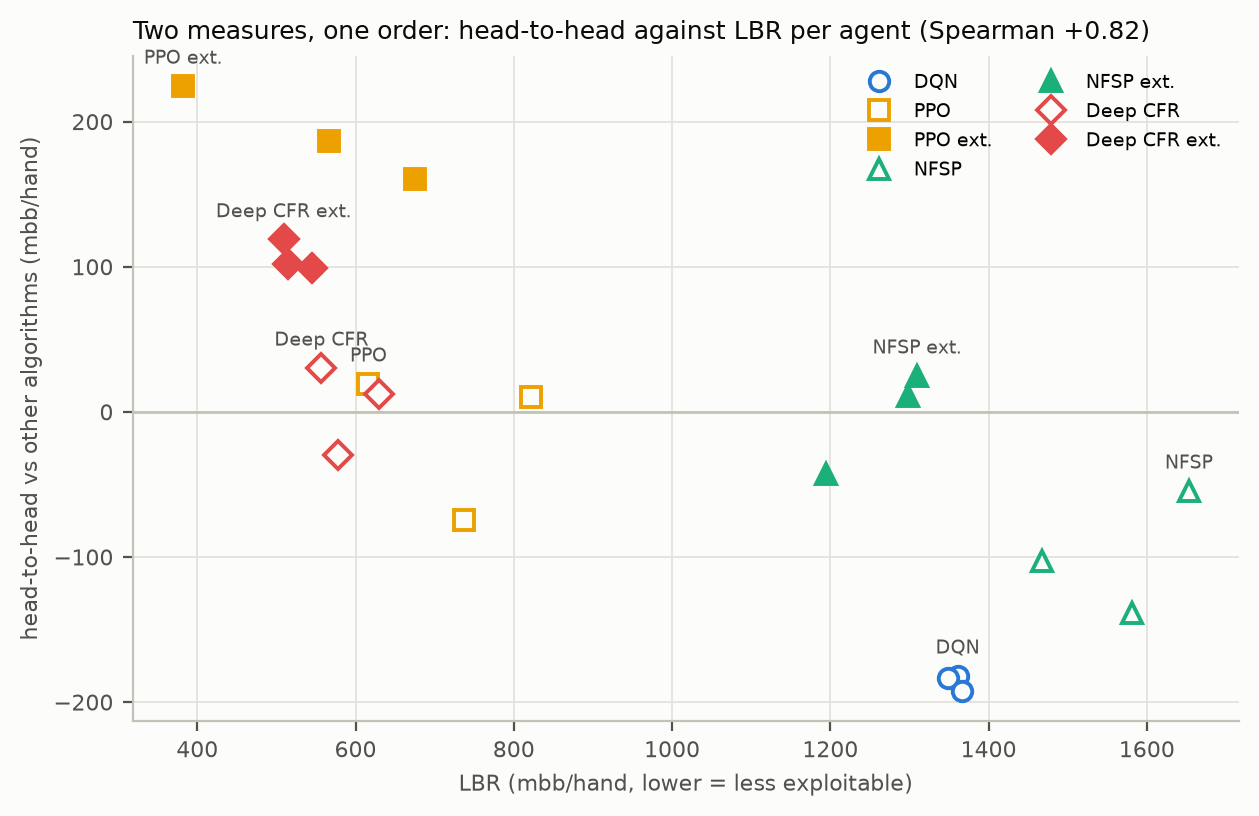 Two measures, one order: head-to-head against LBR per agent (Spearman +0.82)
PPO ext.
DQN
PPO
PPO ext.
NFSP
NFSP ext.
Deep CFR
Deep CFR ext.
Deep CFR ext.
Deep CFR
PPO
NFSP ext.
NFSP
DQN
head-to-head vs other algorithms (mbb/hand)
200
100
0
−100
−200
400
600
800
1000
1200
1400
1600
LBR (mbb/hand, lower = less exploitable)